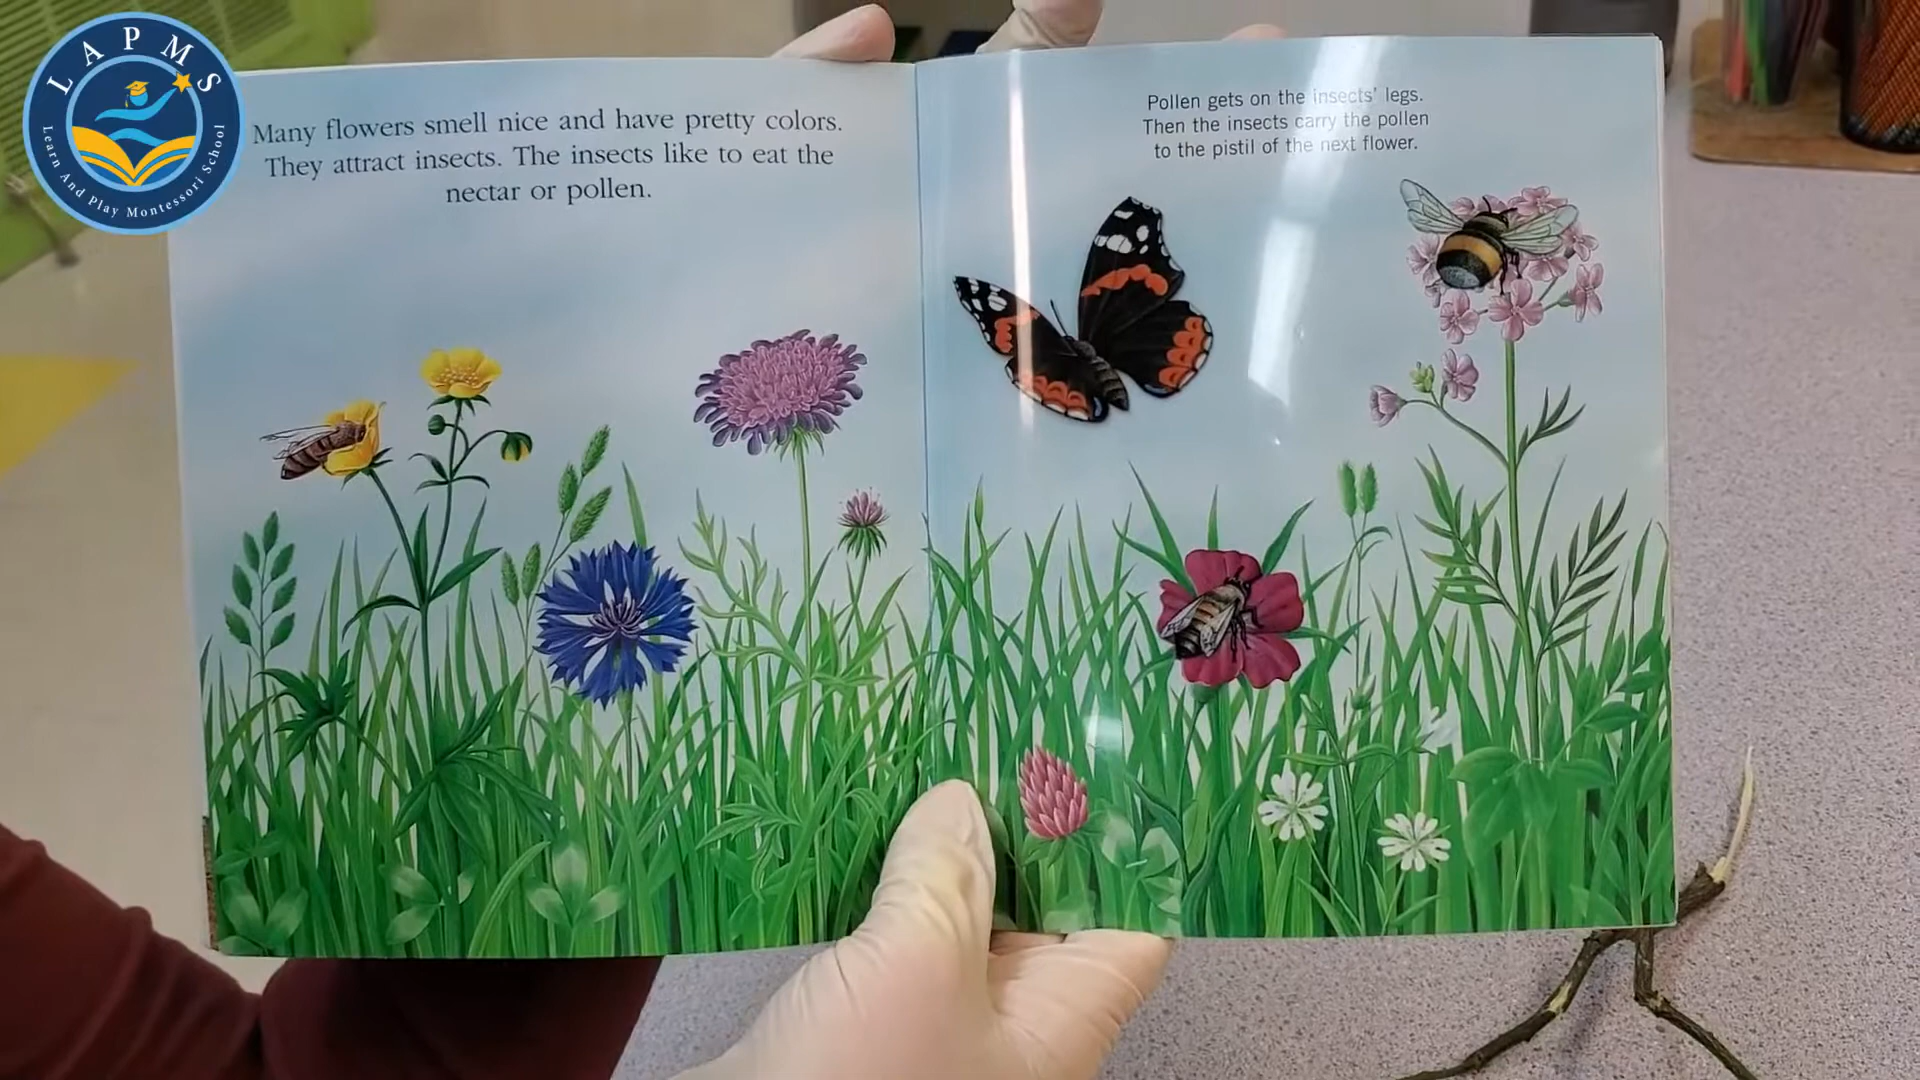 LAPMS
Learn And Play Montessori School
Many flowers smell nice and have pretty colors.
They attract insects. The insects like to eat the
nectar or pollen.
Pollen gets on the insects' legs.
Then the insects carry the pollen
to the pistil of the next flower.